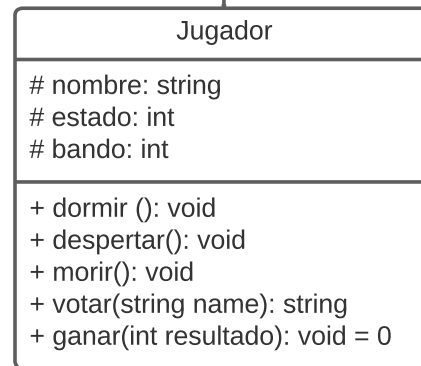 Jugador
# nombre: string
# estado: int
# bando: int
+ dormir (): void
+ despertar(): void
+ morir(): void
+ votar(string name): string
+ ganar(int resultado): void = 0